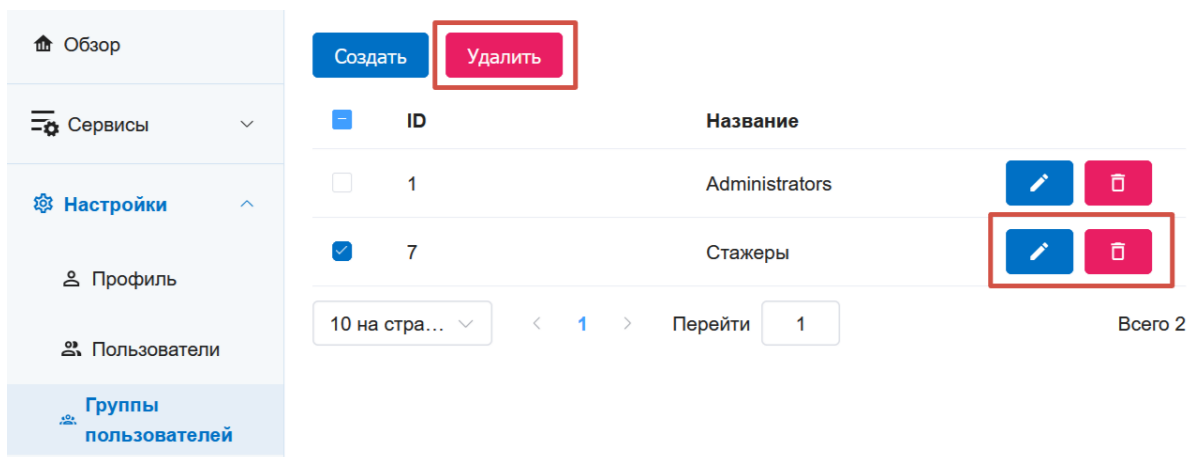 Обзор
Сервисы
Настройки
Профиль
Пользователи
Группы
пользователей
Создать Удалить
ID Название
1 Administrators
7 Стажеры
10 на стра... 1 Перейти 1 Всего 2